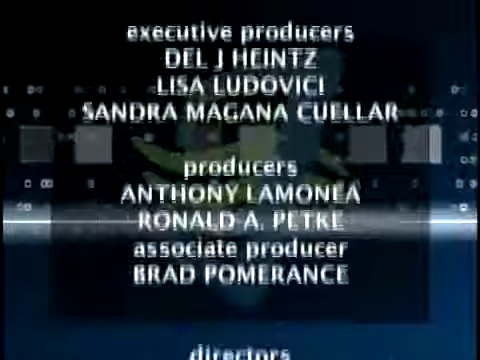 executive producers
DEL J HEINTZ
LISA LUDOVICI
SANDRA MAGANA CUELLAR
producers
ANTHONY LAMONEA
RONALD A. PETKE
associate producer
BRAD POMERANCE
directors